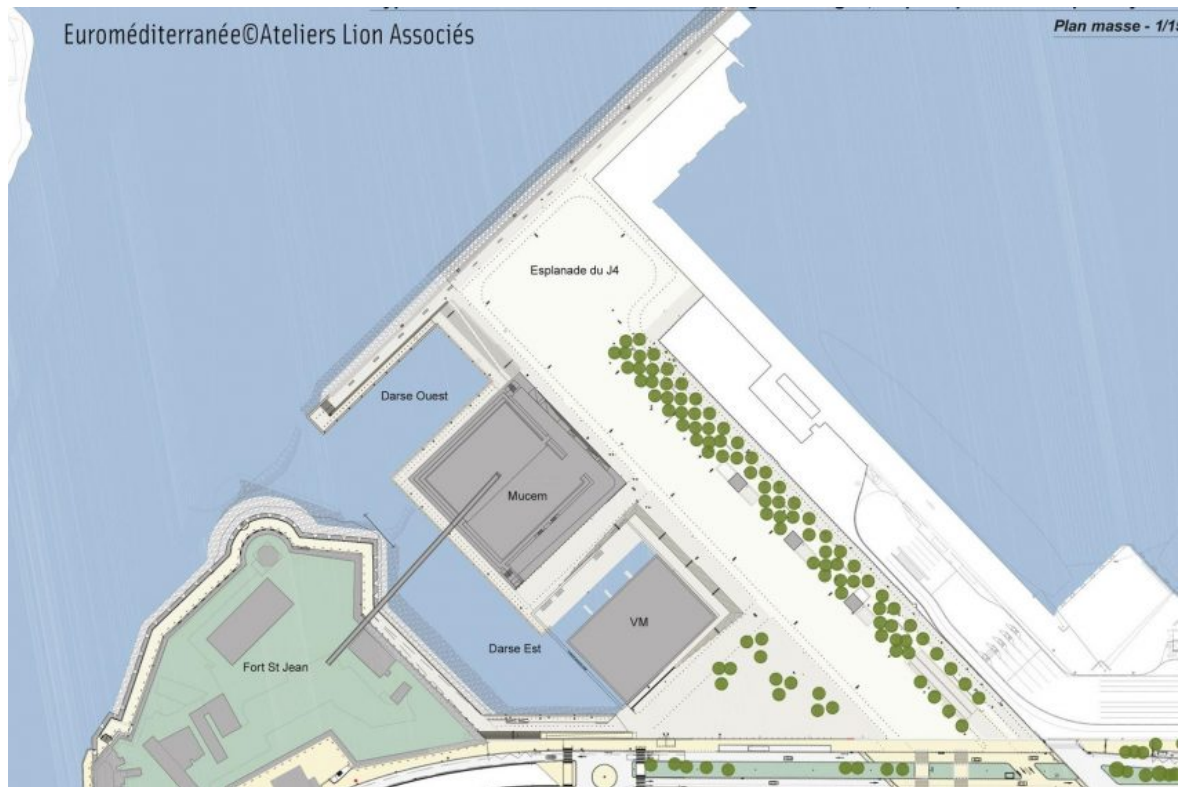 Euroméditerranée©Ateliers Lion Associés
Plan masse - 1/15
Esplanade du J4
Darse Ouest
Mucem
VM
Darse Est
Fort St Jean